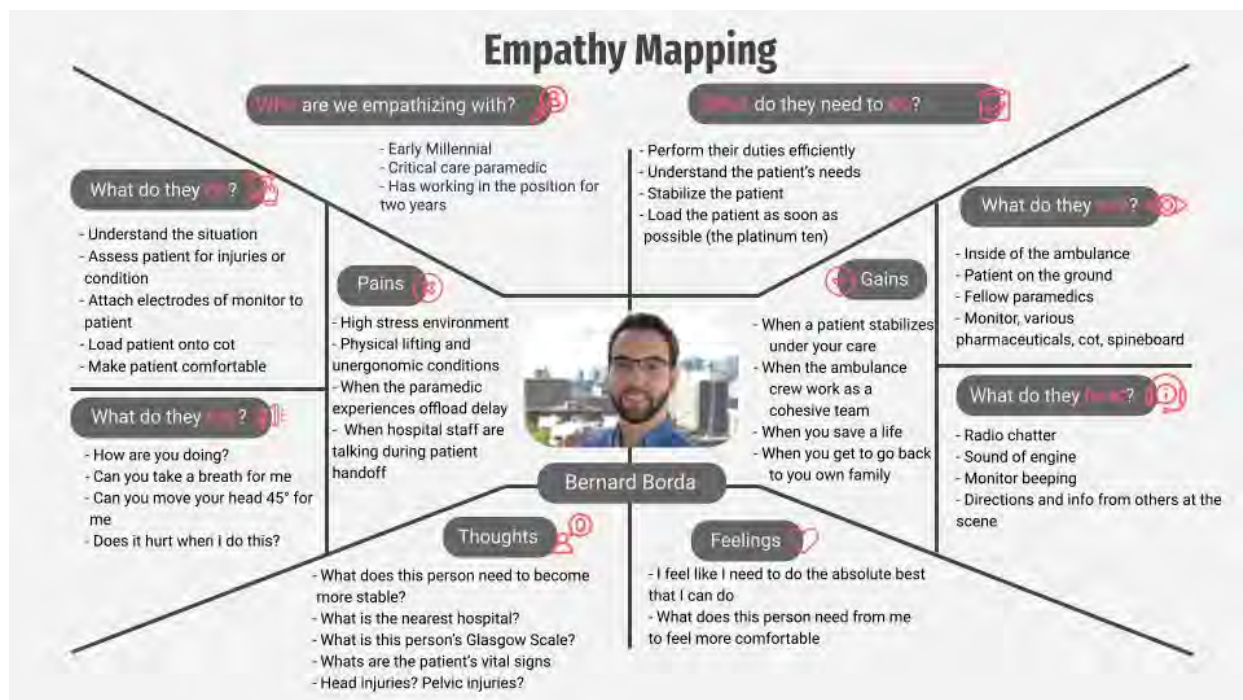 Empathy Mapping
Who are we empathizing with?
- Early Millennial
- Critical care paramedic
- Has working in the position for
two years
What do they need to do?
- Perform their duties efficiently
- Understand the patient's needs
- Stabilize the patient
- Load the patient as soon as
possible (the platinum ten)
What do they do?
- Understand the situation
- Assess patient for injuries or
condition
- Attach electrodes of monitor to
patient
- Load patient onto cot
- Make patient comfortable
What do they see?
- Inside of the ambulance
- Patient on the ground
- Fellow paramedics
- Monitor, various
pharmaceuticals, cot, spineboard
Pains
- High stress environment
- Physical lifting and
unergonomic conditions
- When the paramedic
experiences offload delay
- When hospital staff are
talking during patient
handoff
Gains
- When a patient stabilizes
under your care
- When the ambulance
crew work as a
cohesive team
- When you save a life
- When you get to go back
to you own family
What do they say?
- How are you doing?
- Can you take a breath for me
- Can you move your head 45° for
me
- Does it hurt when I do this?
What do they hear?
- Radio chatter
- Sound of engine
- Monitor beeping
- Directions and info from others at the
scene
Bernard Borda
Thoughts
- What does this person need to become
more stable?
- What is the nearest hospital?
- What is this person's Glasgow Scale?
- Whats are the patient's vital signs
- Head injuries? Pelvic injuries?
Feelings
- I feel like I need to do the absolute best
that I can do
- What does this person need from me
to feel more comfortable